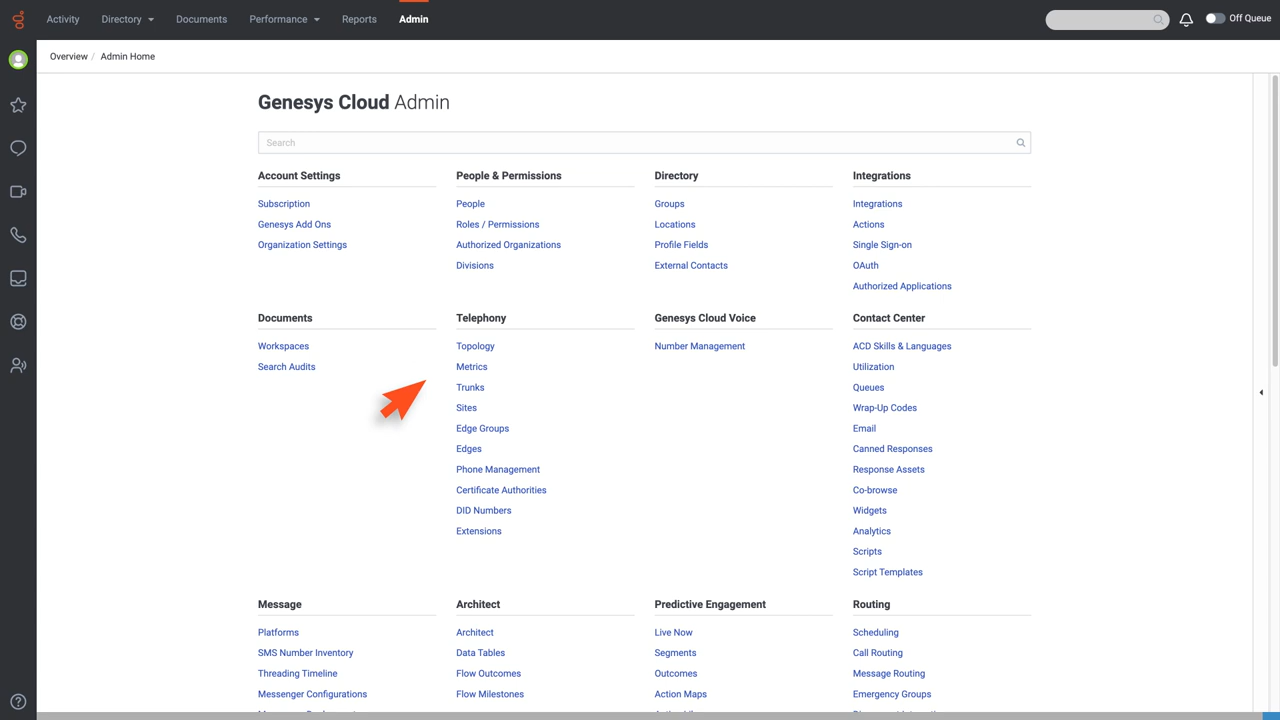 Activity
Directory
Documents
Performance
Reports
Admin
Off Queue
Overview / Admin Home
Genesys Cloud Admin
Search
Account Settings
Subscription
Genesys Add Ons
Organization Settings
People & Permissions
People
Roles / Permissions
Authorized Organizations
Divisions
Directory
Groups
Locations
Profile Fields
External Contacts
Integrations
Integrations
Actions
Single Sign-on
OAuth
Authorized Applications
Documents
Workspaces
Search Audits
Telephony
Topology
Metrics
Trunks
Sites
Edge Groups
Edges
Phone Management
Certificate Authorities
DID Numbers
Extensions
Genesys Cloud Voice
Number Management
Contact Center
ACD Skills & Languages
Utilization
Queues
Wrap-Up Codes
Email
Canned Responses
Response Assets
Co-browse
Widgets
Analytics
Scripts
Script Templates
Message
Platforms
SMS Number Inventory
Threading Timeline
Messenger Configurations
Architect
Architect
Data Tables
Flow Outcomes
Flow Milestones
Predictive Engagement
Live Now
Segments
Outcomes
Action Maps
Routing
Scheduling
Call Routing
Message Routing
Emergency Groups